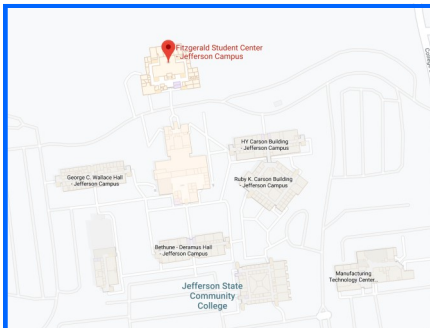 Fitzgerald Student Center
- Jefferson Campus
HY Carson Building
- Jefferson Campus
George C. Wallace Hall
- Jefferson Campus
Ruby K. Carson Building
- Jefferson Campus
Bethune - Deramus Hall
- Jefferson Campus
Manufacturing
Technology Center...
Jefferson State
Community
College
College